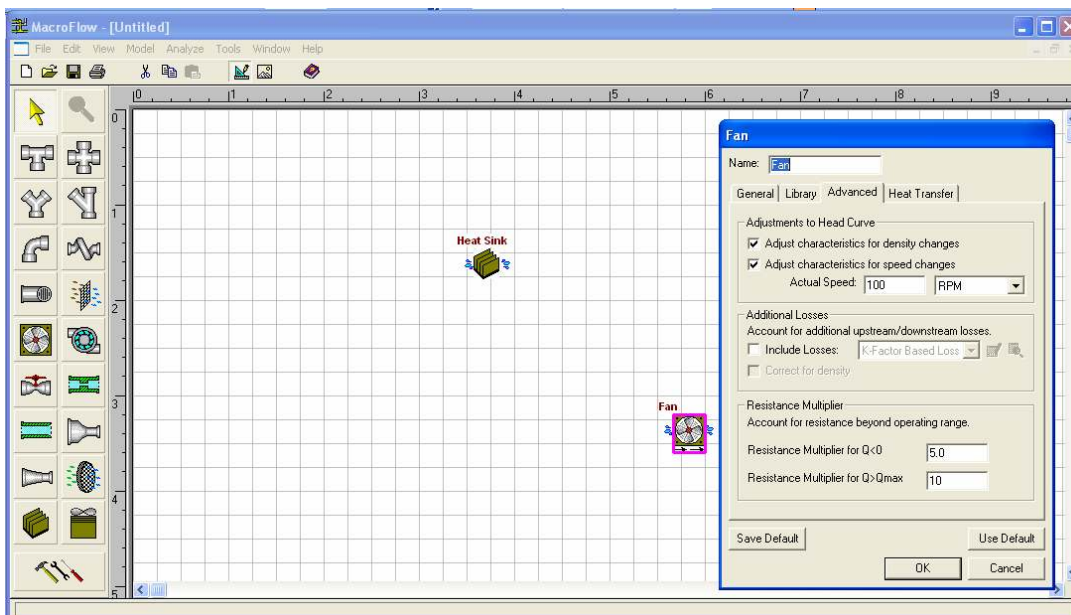 MacroFlow - [Untitled]
File Edit View Model Analyze Tools Window Help
0 1 2 3 4 5 6 7 8 9
0
1
2
3
4
5
Heat Sink
Fan
Fan
Name: Fan
General Library Advanced Heat Transfer
Adjustments to Head Curve
Adjust characteristics for density changes
Adjust characteristics for speed changes
Actual Speed: 100 RPM
Additional Losses
Account for additional upstream/downstream losses.
Include Losses: K-Factor Based Loss
Correct for density
Resistance Multiplier
Account for resistance beyond operating range.
Resistance Multiplier for Q<0 5.0
Resistance Multiplier for Q>Qmax 10
Save Default Use Default
OK Cancel